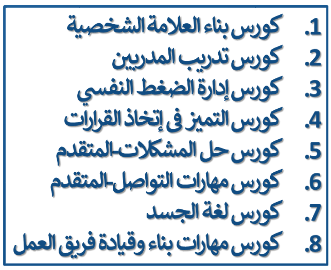 1. كورس بناء العلامة الشخصية
2. كورس تدريب المدربين
3. كورس إدارة الضغط النفسي
4. كورس التميز فى إتخاذ القرارات
5. كورس حل المشكلات-المتقدم
6. كورس مهارات التواصل-المتقدم
7. كورس لغة الجسد
8. كورس مهارات بناء وقيادة فريق العمل